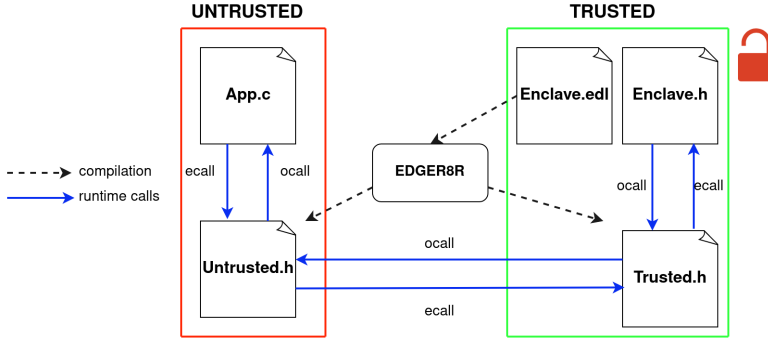 UNTRUSTED
TRUSTED
App.c
Enclave.edl
Enclave.h
ecall
ocall
EDGER8R
compilation
runtime calls
ocall
ecall
Untrusted.h
ocall
Trusted.h
ecall